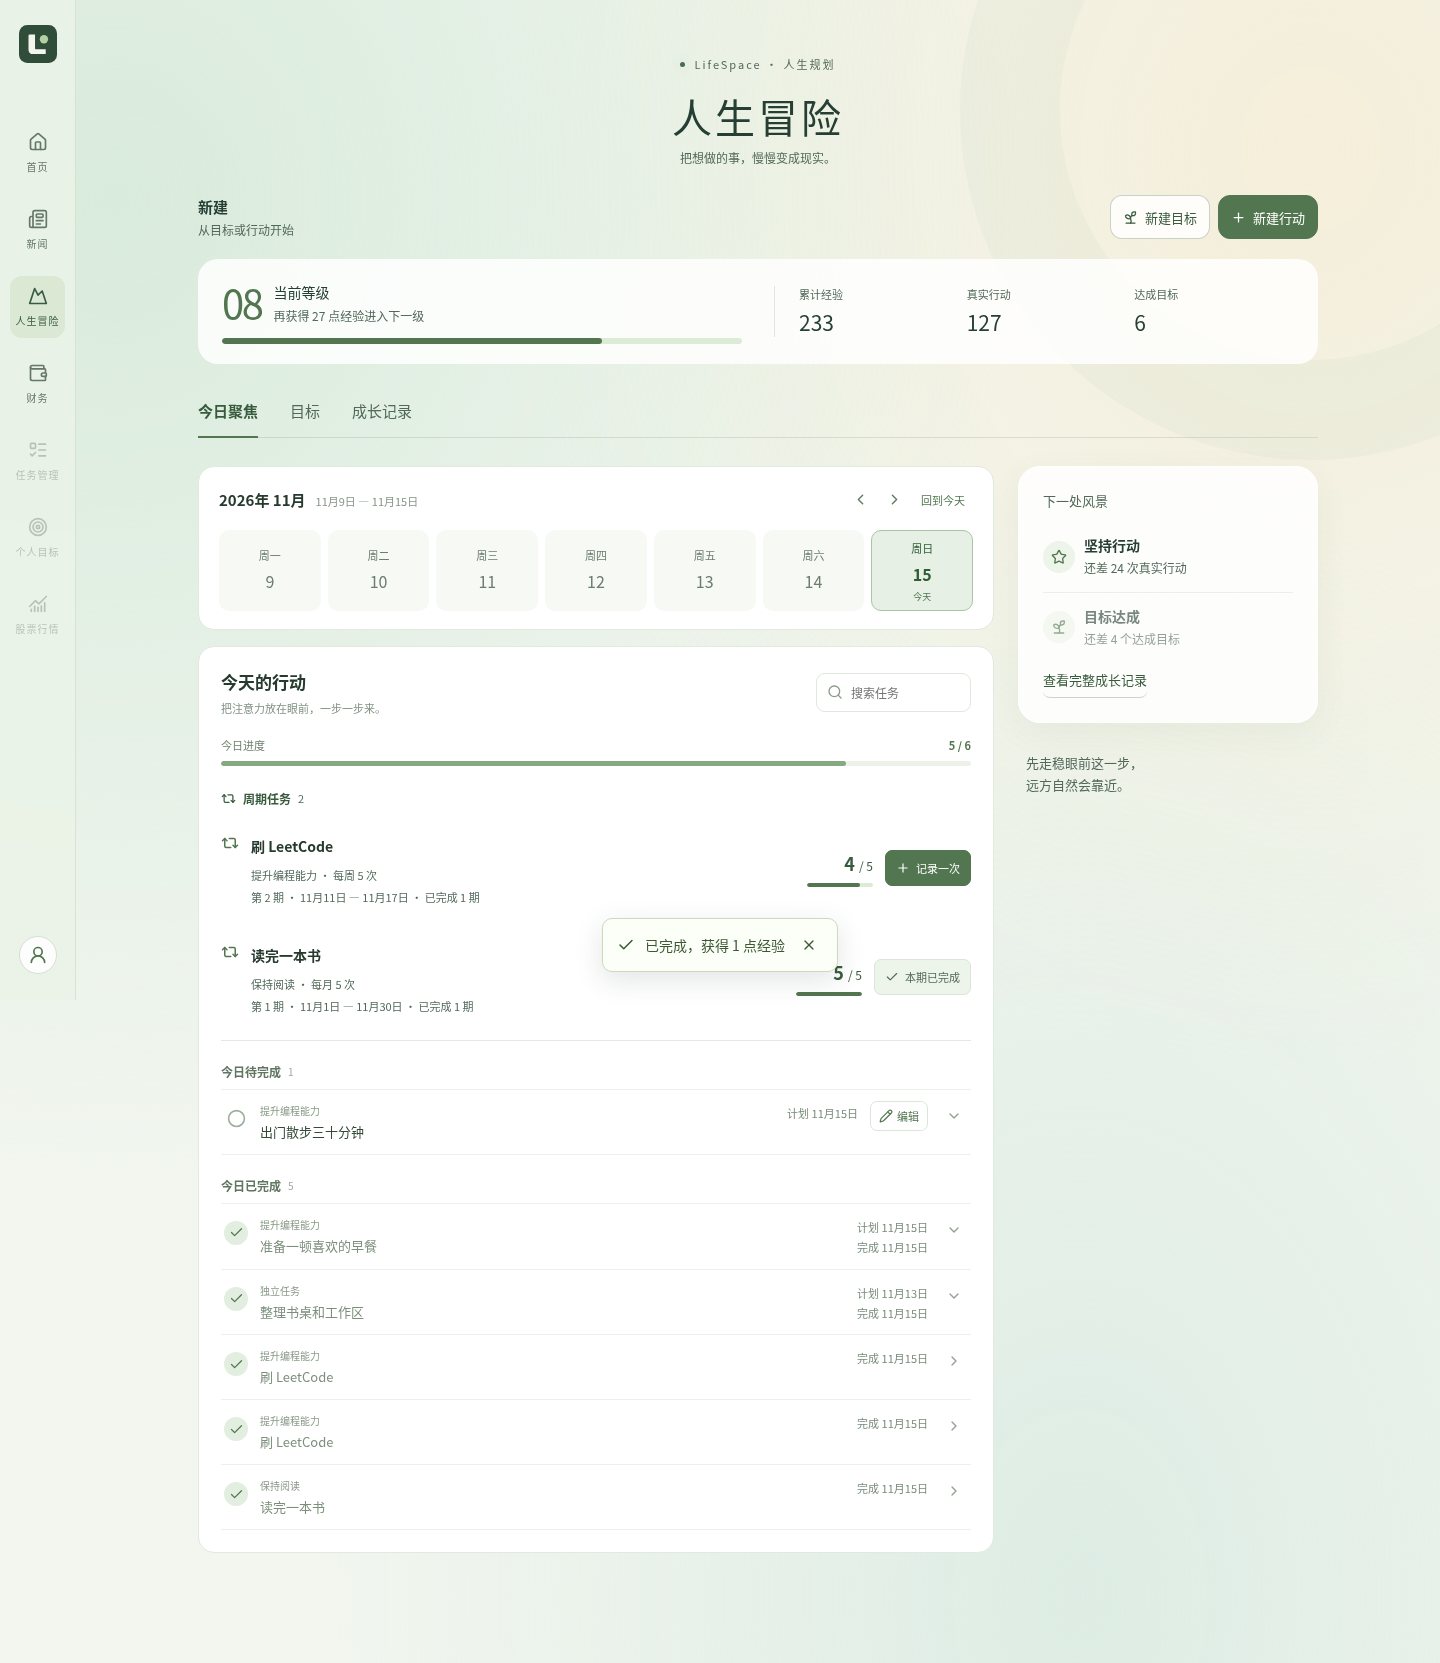 首页
新闻
人生冒险
财务
任务管理
个人目标
股票行情
LifeSpace · 人生规划
人生冒险
把想做的事，慢慢变成现实。
新建
从目标或行动开始
新建目标
新建行动
08
当前等级
再获得 27 点经验进入下一级
累计经验
233
真实行动
127
达成目标
6
今日聚焦
目标
成长记录
2026年 11月 11月9日 — 11月15日
回到今天
周一
9
周二
10
周三
11
周四
12
周五
13
周六
14
周日
15
今天
今天的行动
把注意力放在眼前，一步一步来。
搜索任务
今日进度
5 / 6
周期任务 2
刷 LeetCode
提升编程能力 · 每周 5 次
第 2 期 · 11月11日 — 11月17日 · 已完成 1 期
4 / 5
记录一次
已完成，获得 1 点经验
读完一本书
保持阅读 · 每月 5 次
第 1 期 · 11月1日 — 11月30日 · 已完成 1 期
5 / 5
本期已完成
今日待完成 1
提升编程能力
出门散步三十分钟
计划 11月15日
编辑
今日已完成 5
提升编程能力
准备一顿喜欢的早餐
计划 11月15日
完成 11月15日
独立任务
整理书桌和工作区
计划 11月13日
完成 11月15日
提升编程能力
刷 LeetCode
完成 11月15日
提升编程能力
刷 LeetCode
完成 11月15日
保持阅读
读完一本书
完成 11月15日
下一处风景
坚持行动
还差 24 次真实行动
目标达成
还差 4 个达成目标
查看完整成长记录
先走稳眼前这一步，
远方自然会靠近。